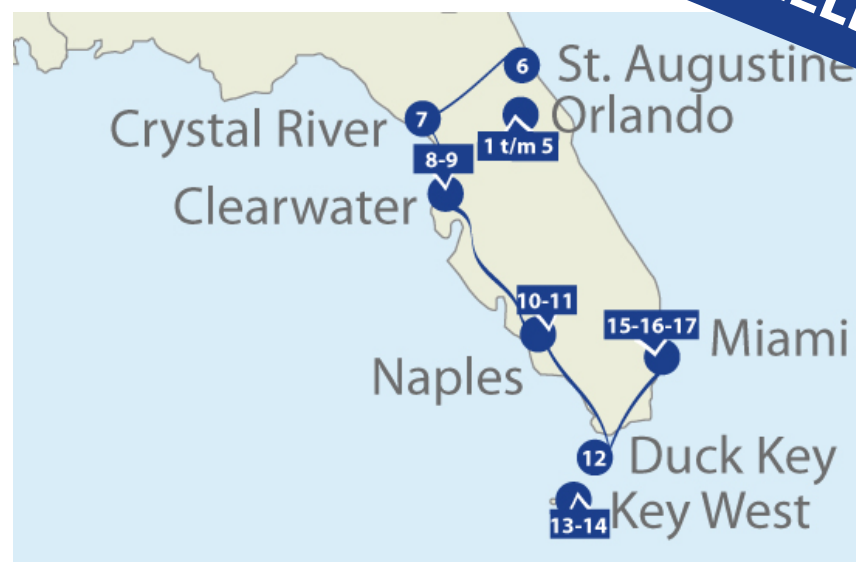 6
St. Augustine
Orlando
1 t/m 5
7
Crystal River
8-9
Clearwater
10-11
Naples
15-16-17
Miami
12
Duck Key
13-14
Key West